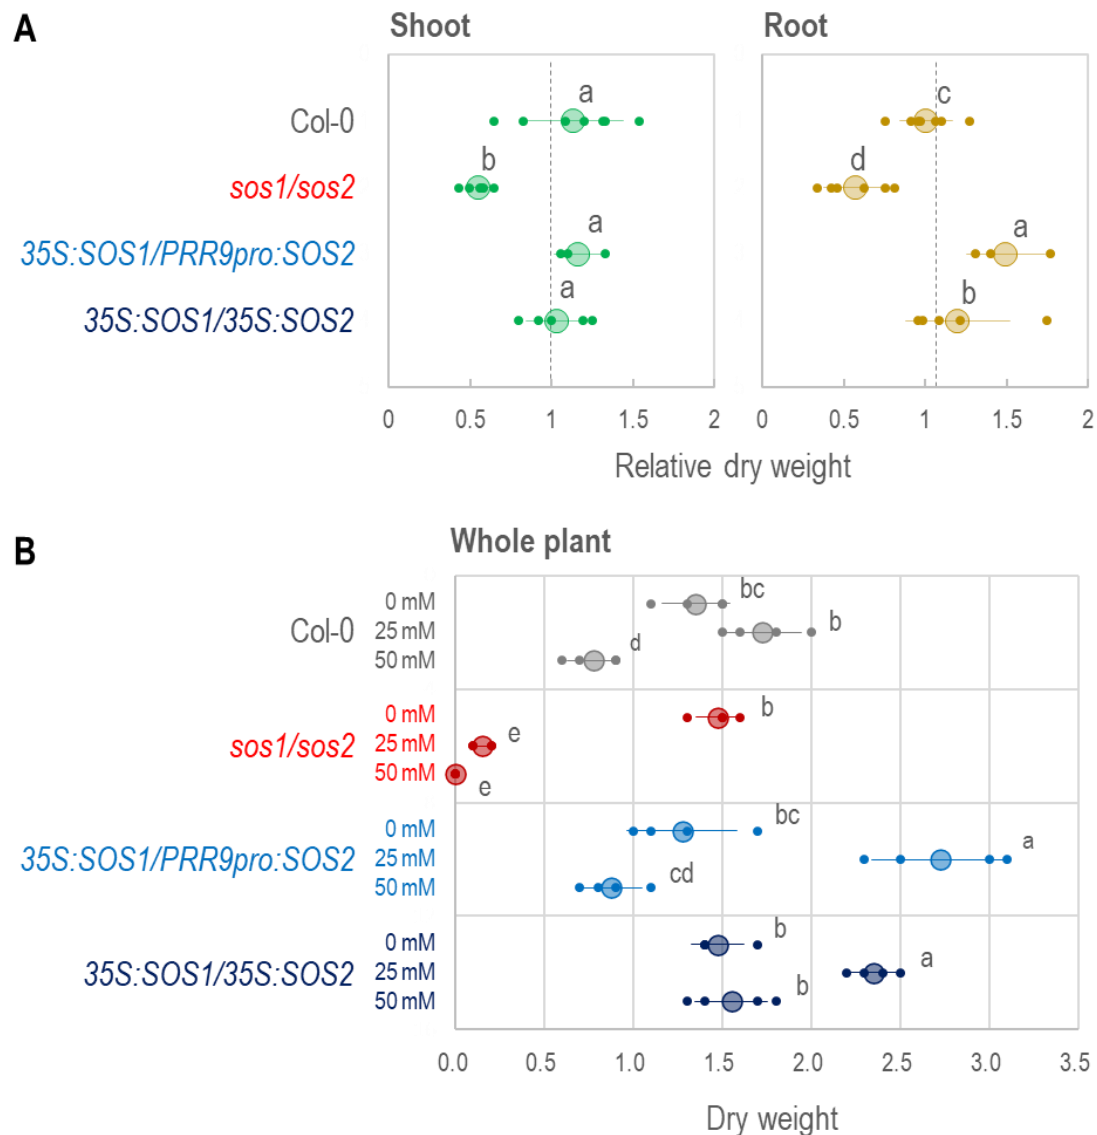 A
Shoot
Root
Col-0
a
c
sos1/sos2
b
d
35S:SOS1/PRR9pro:SOS2
a
a
35S:SOS1/35S:SOS2
a
b
0 0.5 1 1.5 2
0 0.5 1 1.5 2
Relative dry weight
B
Whole plant
Col-0
0 mM
bc
25 mM
b
50 mM
d
sos1/sos2
0 mM
b
25 mM
e
50 mM
e
35S:SOS1/PRR9pro:SOS2
0 mM
bc
25 mM
a
50 mM
cd
35S:SOS1/35S:SOS2
0 mM
b
25 mM
a
50 mM
b
0.0 0.5 1.0 1.5 2.0 2.5 3.0 3.5
Dry weight